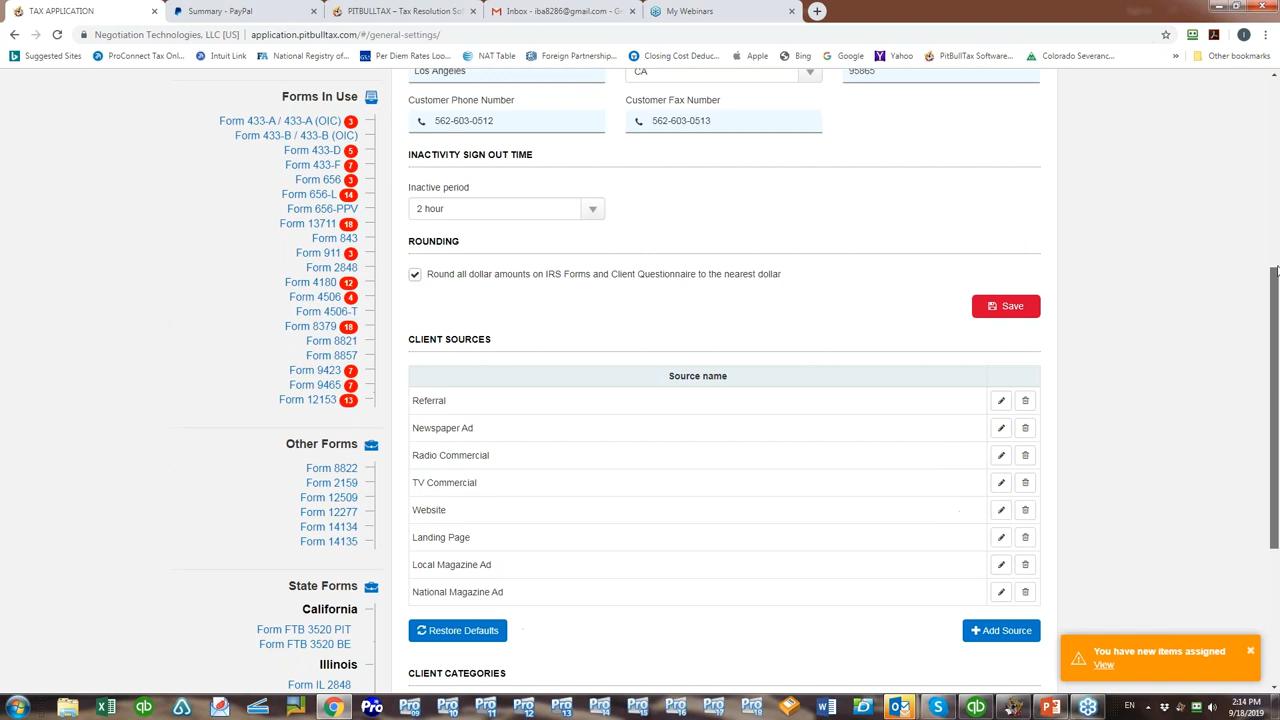 TAX APPLICATION
Summary - PayPal
PITBULLTAX – Tax Resolution Sof
Inbox - iba8286@gmail.com - G
My Webinars
Negotiation Technologies, LLC [US] | application.pitbulltax.com/#/general-settings/
Suggested Sites ProConnect Tax Onl... Intuit Link National Registry of... Per Diem Rates Loo... NAT Table Foreign Partnership... Closing Cost Deduc... Apple Bing Google Yahoo PitBullTax Software... Colorado Severanc... » Other bookmarks
Forms In Use
Form 433-A / 433-A (OIC) 3
Form 433-B / 433-B (OIC)
Form 433-D 5
Form 433-F 7
Form 656 3
Form 656-L 14
Form 656-PPV
Form 13711 18
Form 843
Form 911 3
Form 2848
Form 4180 12
Form 4506 4
Form 4506-T
Form 8379 18
Form 8821
Form 8857
Form 9423 7
Form 9465 7
Form 12153 13
Other Forms
Form 8822
Form 2159
Form 12509
Form 12277
Form 14134
Form 14135
State Forms
California
Form FTB 3520 PIT
Form FTB 3520 BE
Illinois
Form IL 2848
Los Angeles CA 95865
Customer Phone Number Customer Fax Number
562-603-0512 562-603-0513
INACTIVITY SIGN OUT TIME
Inactive period
2 hour
ROUNDING
Round all dollar amounts on IRS Forms and Client Questionnaire to the nearest dollar
Save
CLIENT SOURCES
Source name
Referral
Newspaper Ad
Radio Commercial
TV Commercial
Website
Landing Page
Local Magazine Ad
National Magazine Ad
Restore Defaults + Add Source
CLIENT CATEGORIES
You have new items assigned
View
EN 2:14 PM
9/18/2019